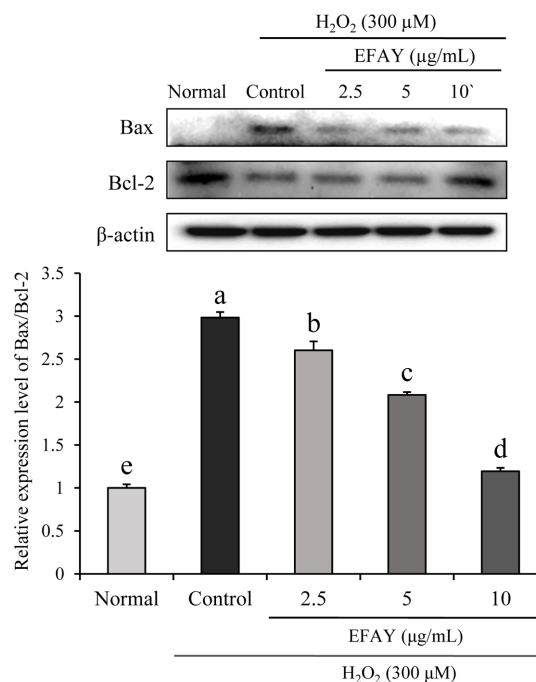 H₂O₂ (300 μM)
EFAY (μg/mL)
Normal Control 2.5 5 10`
Bax
Bcl-2
β-actin
Relative expression level of Bax/Bcl-2
3.5
3
2.5
2
1.5
1
0.5
0
e a b c d
Normal Control 2.5 5 10
EFAY (μg/mL)
H₂O₂ (300 μM)